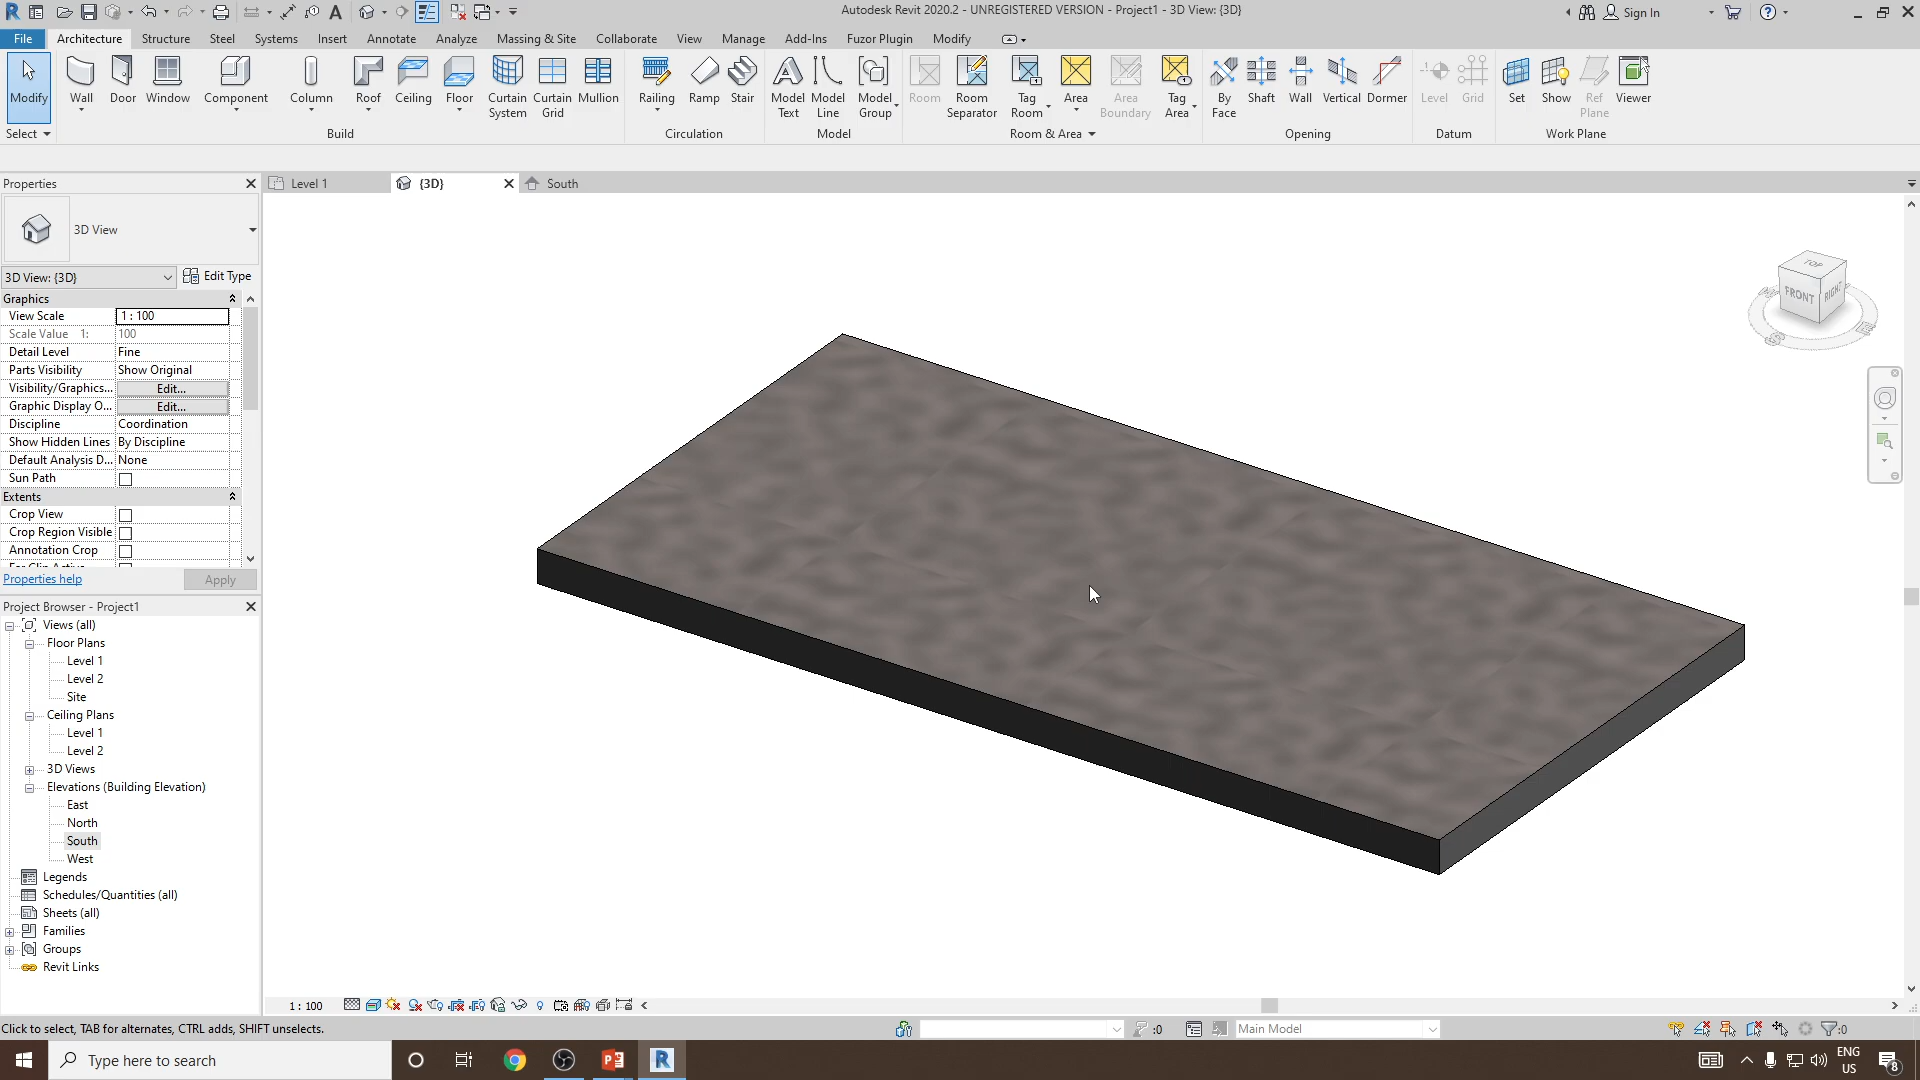 Autodesk Revit 2020.2 - UNREGISTERED VERSION - Project1 - 3D View: {3D}
Sign In
File Architecture Structure Steel Systems Insert Annotate Analyze Massing & Site Collaborate View Manage Add-Ins Fuzor Plugin Modify
Modify Wall Door Window Component Column Roof Ceiling Floor Curtain System Curtain Grid Mullion Railing Ramp Stair Model Text Model Line Model Group Room Room Separator Tag Room Area Area Boundary Tag Area By Face Shaft Wall Vertical Dormer Level Grid Set Show Ref Plane Viewer
Select Build Circulation Model Room & Area Opening Datum Work Plane
Properties
Level 1 {3D} South
3D View
3D View: {3D} Edit Type
Graphics
View Scale 1 : 100
Scale Value 1: 100
Detail Level Fine
Parts Visibility Show Original
Visibility/Graphics... Edit...
Graphic Display O... Edit...
Discipline Coordination
Show Hidden Lines By Discipline
Default Analysis D... None
Sun Path
Extents
Crop View
Crop Region Visible
Annotation Crop
Properties help Apply
Project Browser - Project1
Views (all)
Floor Plans
Level 1
Level 2
Site
Ceiling Plans
Level 1
Level 2
3D Views
Elevations (Building Elevation)
East
North
South
West
Legends
Schedules/Quantities (all)
Sheets (all)
Families
Groups
Revit Links
TOP
FRONT RIGHT
1 : 100
Click to select, TAB for alternates, CTRL adds, SHIFT unselects.
:0
Main Model
:0
Type here to search
ENG
US
8